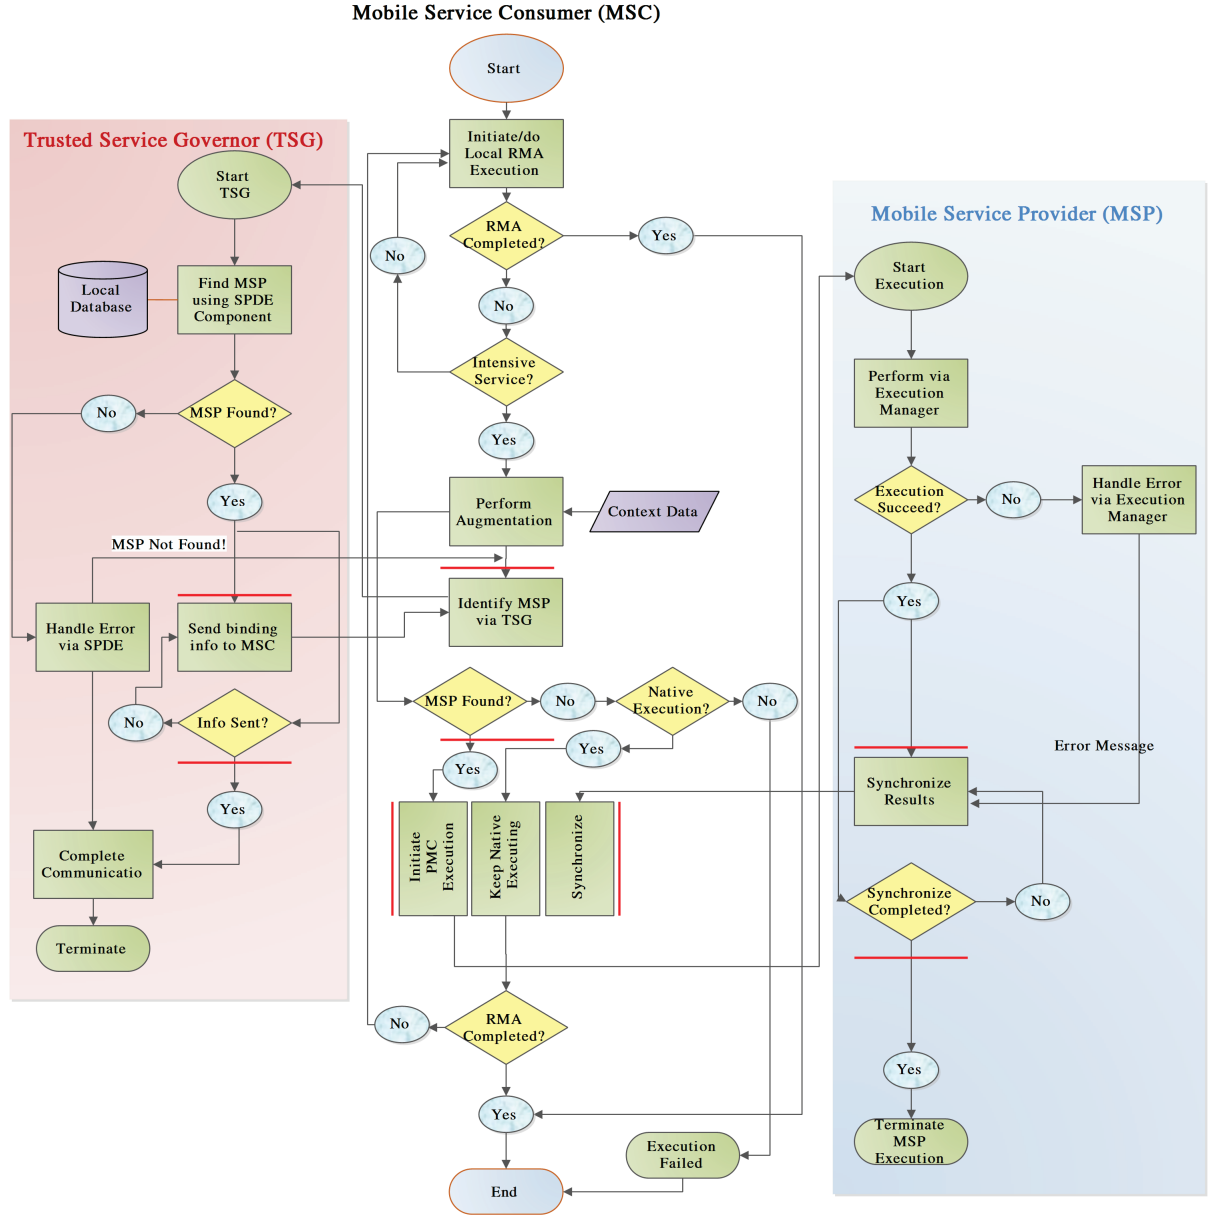 Mobile Service Consumer (MSC)
Start
Initiate/do
Local RMA
Execution
RMA
Completed?
Yes
No
No
Intensive
Service?
Yes
Perform
Augmentation
Context Data
Identify MSP
via TSG
MSP Found?
No
Native
Execution?
No
Yes
Yes
Initiate
PMC
Execution
Keep Native
Executing
Synchronize
RMA
Completed?
No
Yes
Execution
Failed
End
Trusted Service Governor (TSG)
Start
TSG
Local
Database
Find MSP
using SPDE
Component
MSP Found?
No
Yes
MSP Not Found!
Handle Error
via SPDE
Send binding
info to MSC
Info Sent?
No
Yes
Complete
Communicatio
Terminate
Mobile Service Provider (MSP)
Start
Execution
Perform via
Execution
Manager
Execution
Succeed?
No
Handle Error
via Execution
Manager
Yes
Error Message
Synchronize
Results
Synchronize
Completed?
No
Yes
Terminate
MSP
Execution